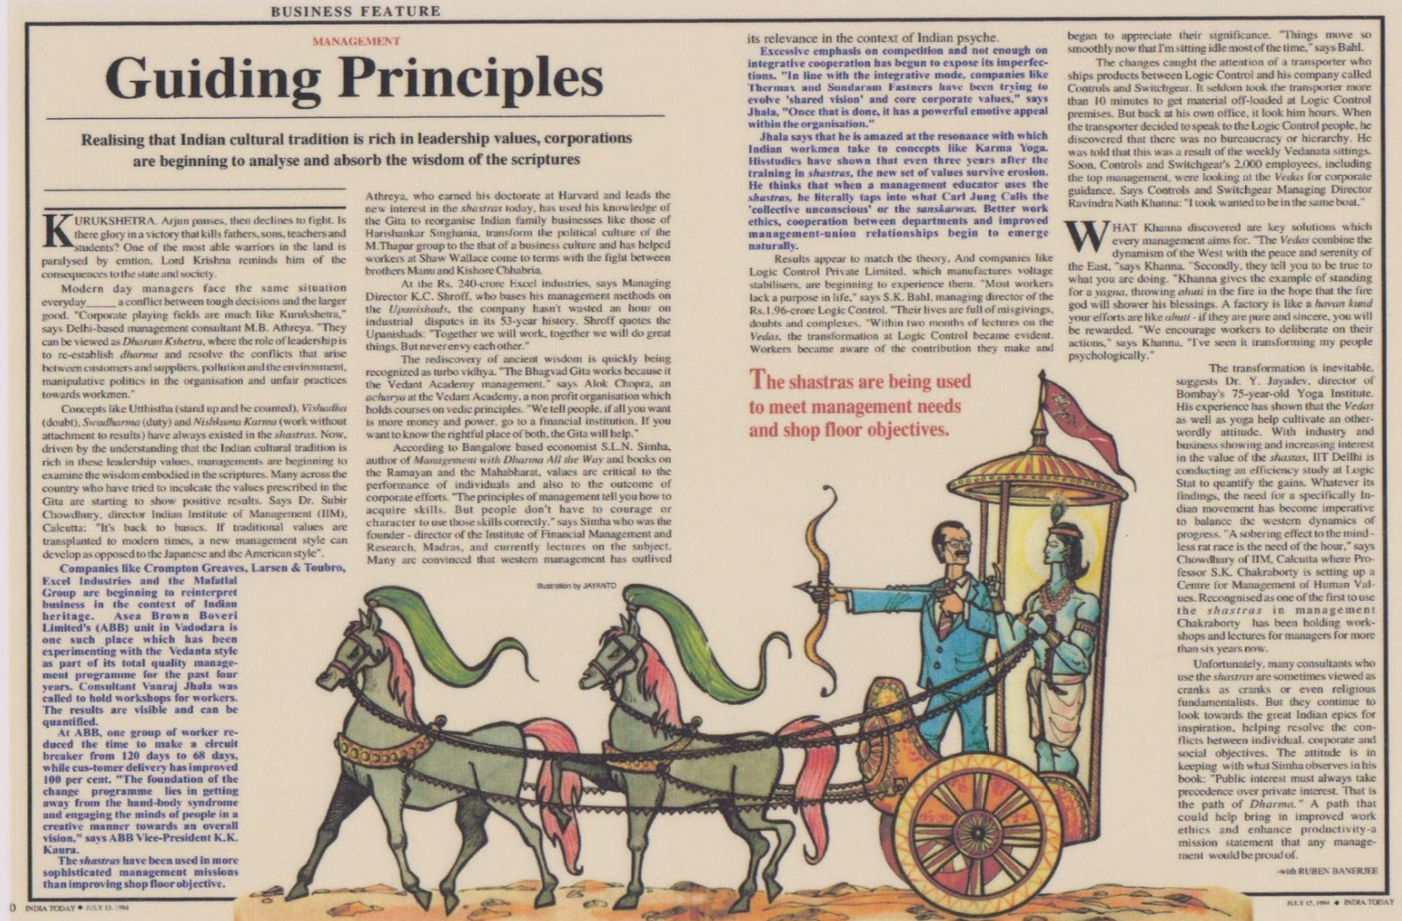 BUSINESS FEATURE
MANAGEMENT
Guiding Principles
Realising that Indian cultural tradition is rich in leadership values, corporations
are beginning to analyse and absorb the wisdom of the scriptures
KURUKSHETRA. Arjun pauses, then declines to fight. Is
there glory in a victory that kills fathers, sons, teachers and
students? One of the most able warriors in the land is
paralysed by emtion. Lord Krishna reminds him of the
consequences to the state and society.
Modern day managers face the same situation
everyday_____ a conflict between tough decisions and the larger
good. "Corporate playing fields are much like Kurukshetra,"
says Delhi-based management consultant M.B. Athreya. "They
can be viewed as Dharam Kshetra, where the role of leadership is
to re-establish dharma and resolve the conflicts that arise
between customers and suppliers, pollution and the environment,
manipulative politics in the organisation and unfair practices
towards workmen."
Concepts like Utthistha (stand up and be counted), Vishadha
(doubt), Swadharma (duty) and Nishkuma Karma (work without
attachment to results) have always existed in the shastras. Now,
driven by the understanding that the Indian cultural tradition is
rich in these leadership values, managements are beginning to
examine the wisdom embodied in the scriptures. Many across the
country who have tried to inculcate the values prescribed in the
Gita are starting to show positive results. Says Dr. Subir
Chowdhury, director Indian Institute of Management (IIM),
Calcutta: "It's back to basics. If traditional values are
transplanted to modern times, a new management style can
develop as opposed to the Japanese and the American style".
Companies like Crompton Greaves, Larsen & Toubro,
Excel Industries and the Mafatlal
Group are beginning to reinterpret
business in the context of Indian
heritage. Asea Brown Boveri
Limited's (ABB) unit in Vadodara is
one such place which has been
experimenting with the Vedanta style
as part of its total quality manage-
ment programme for the past four
years. Consultant Vanraj Jhala was
called to hold workshops for workers.
The results are visible and can be
quantified.
At ABB, one group of worker re-
duced the time to make a circuit
breaker from 120 days to 68 days,
while cus-tomer delivery has improved
100 per cent. "The foundation of the
change programme lies in getting
away from the hand-body syndrome
and engaging the minds of people in a
creative manner towards an overall
vision," says ABB Vice-President K.K.
Kaura.
The shastras have been used in more
sophisticated management missions
than improving shop floor objective.
Athreya, who earned his doctorate at Harvard and leads the
new interest in the shastras today, has used his knowledge of
the Gita to reorganise Indian family businesses like those of
Harishankar Singhania, transform the political culture of the
M.Thapar group to the that of a business culture and has helped
workers at Shaw Wallace come to terms with the fight between
brothers Manu and Kishore Chhabria.
At the Rs. 240-crore Excel industries, says Managing
Director K.C. Shroff, who bases his management methods on
the Upanishads, the company hasn't wasted an hour on
industrial disputes in its 53-year history. Shroff quotes the
Upanishads: "Together we will work, together we will do great
things. But never envy each other."
The rediscovery of ancient wisdom is quickly being
recognized as turbo vidhya. "The Bhagvad Gita works because it
the Vedant Academy management." says Alok Chopra, an
acharya at the Vedant Academy, a non profit organisation which
holds courses on vedic principles. "We tell people, if all you want
is more money and power, go to a financial institution. If you
want to know the rightful place of both, the Gita will help."
According to Bangalore based economist S.L.N. Simha,
author of Management with Dharma All the Way and books on
the Ramayan and the Mahabharat, values are critical to the
performance of individuals and also to the outcome of
corporate efforts. "The principles of management tell you how to
acquire skills. But people don't have to courage or
character to use those skills correctly," says Simha who was the
founder - director of the Institute of Financial Management and
Research, Madras, and currently lectures on the subject.
Many are convinced that western management has outlived
Illustration by JAYANTO
its relevance in the context of Indian psyche.
Excessive emphasis on competition and not enough on
integrative cooperation has begun to expose its imperfec-
tions. "In line with the integrative mode, companies like
Thermax and Sundaram Fastners have been trying to
evolve 'shared vision' and core corporate values," says
Jhala, "Once that is done, it has a powerful emotive appeal
within the organisation."
Jhala says that he is amazed at the resonance with which
Indian workmen take to concepts like Karma Yoga.
Hisstudies have shown that even three years after the
training in shastras, the new set of values survive erosion.
He thinks that when a management educator uses the
shastras, he literally taps into what Carl Jung Calls the
'collective unconscious' or the sanskarwas. Better work
ethics, cooperation between departments and improved
management-union relationships begin to emerge
naturally.
Results appear to match the theory, And companies like
Logic Control Private Limited, which manufactures voltage
stabilisers, are beginning to experience them. "Most workers
lack a purpose in life," says S.K. Bahl, managing director of the
Rs.1.96-crore Logic Control. "Their lives are full of misgivings,
doubts and complexes. "Within two months of lectures on the
Vedas, the transformation at Logic Control became evident.
Workers became aware of the contribution they make and
The shastras are being used
to meet management needs
and shop floor objectives.
began to appreciate their significance. "Things move so
smoothly now that I'm sitting idle most of the time," says Bahl.
The changes caught the attention of a transporter who
ships products between Logic Control and his company called
Controls and Switchgear. It seldom took the transporter more
than 10 minutes to get material off-loaded at Logic Control
premises. But back at his own office, it look him hours. When
the transporter decided to speak to the Logic Control people, he
discovered that there was no bureaucracy or hierarchy. He
was told that this was a result of the weekly Vedanata sittings.
Soon, Controls and Switchgear's 2,000 employees, including
the top management, were looking at the Vedas for corporate
guidance. Says Controls and Switchgear Managing Director
Ravindra Nath Khanna: "I took wanted to be in the same boat."
WHAT Khanna discovered are key solutions which
every management aims for. "The Vedas combine the
dynamism of the West with the peace and serenity of
the East, "says Khanna. "Secondly, they tell you to be true to
what you are doing. "Khanna gives the example of standing
for a yagna, throwing ahuti in the fire in the hope that the fire
god will shower his blessings. A factory is like a havan kund
your efforts are like ahuti - if they are pure and sincere, you will
be rewarded. "We encourage workers to deliberate on their
actions," says Khanna, "I've seen it transforming my people
psychologically."
The transformation is inevitable,
suggests Dr. Y. Jayadev, director of
Bombay's 75-year-old Yoga Institute.
His experience has shown that the Vedas
as well as yoga help cultivate an other-
wordly attitude. With industry and
business showing and increasing interest
in the value of the shastas, IIT Dellhi is
conducting an efficiency study at Logic
Stat to quantify the gains. Whatever its
findings, the need for a specifically In-
dian movement has become imperative
to balance the western dynamics of
progress. "A sobering effect to the mind -
less rat race is the need of the hour," says
Chowdhury of IIM, Calcutta where Pro-
fessor S.K. Chakraborty is setting up a
Centre for Management of Human Val-
ues. Recongnised as one of the first to use
the shastras in management
Chakraborty has been holding work-
shops and lectures for managers for more
than six years now.
Unfortunately, many consultants who
use the shastras are sometimes viewed as
cranks as cranks or even religious
fundamentalists. But they continue to
look towards the great Indian epics for
inspiration, helping resolve the con-
flicts between individual, corporate and
social objectives. The attitude is in
keeping with what Simha observes in his
book: "Public interest must always take
precedence over private interest. That is
the path of Dharma." A path that
could help bring in improved work
ethics and enhance productivity-a
mission statement that any manage-
ment would be proud of.
-with RUBEN BANERJEE
0 INDIA TODAY ◆ JULY 15, 1994
JULY 15, 1994 ◆ INDIA TODAY